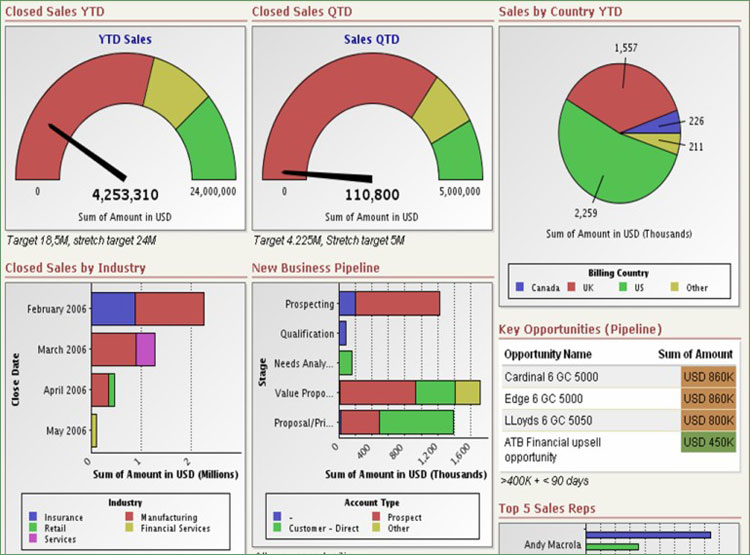 Closed Sales YTD
YTD Sales
0
24,000,000
4,253,310
Sum of Amount in USD
Target 18,5M, stretch target 24M
Closed Sales QTD
Sales QTD
0
5,000,000
110,800
Sum of Amount in USD
Target 4.225M, Stretch target 5M
Sales by Country YTD
1,557
226
211
2,259
Sum of Amount in USD (Thousands)
Billing Country
Canada UK US Other
Closed Sales by Industry
Close Date
February 2006
March 2006
April 2006
May 2006
0 1 2
Sum of Amount in USD (Millions)
Industry
Insurance Manufacturing
Retail Financial Services
Services
New Business Pipeline
Stage
Prospecting
Qualification
Needs Analy...
Value Propo...
Proposal/Pri...
0 400 800 1,200 1,600
Sum of Amount in USD (Thousands)
Account Type
- Prospect
Customer - Direct Other
Key Opportunities (Pipeline)
Opportunity Name Sum of Amount
Cardinal 6 GC 5000 USD 860K
Edge 6 GC 5000 USD 860K
LLoyds 6 GC 5050 USD 800K
ATB Financial upsell USD 450K
opportunity
>400K + < 90 days
Top 5 Sales Reps
Andy Macrola